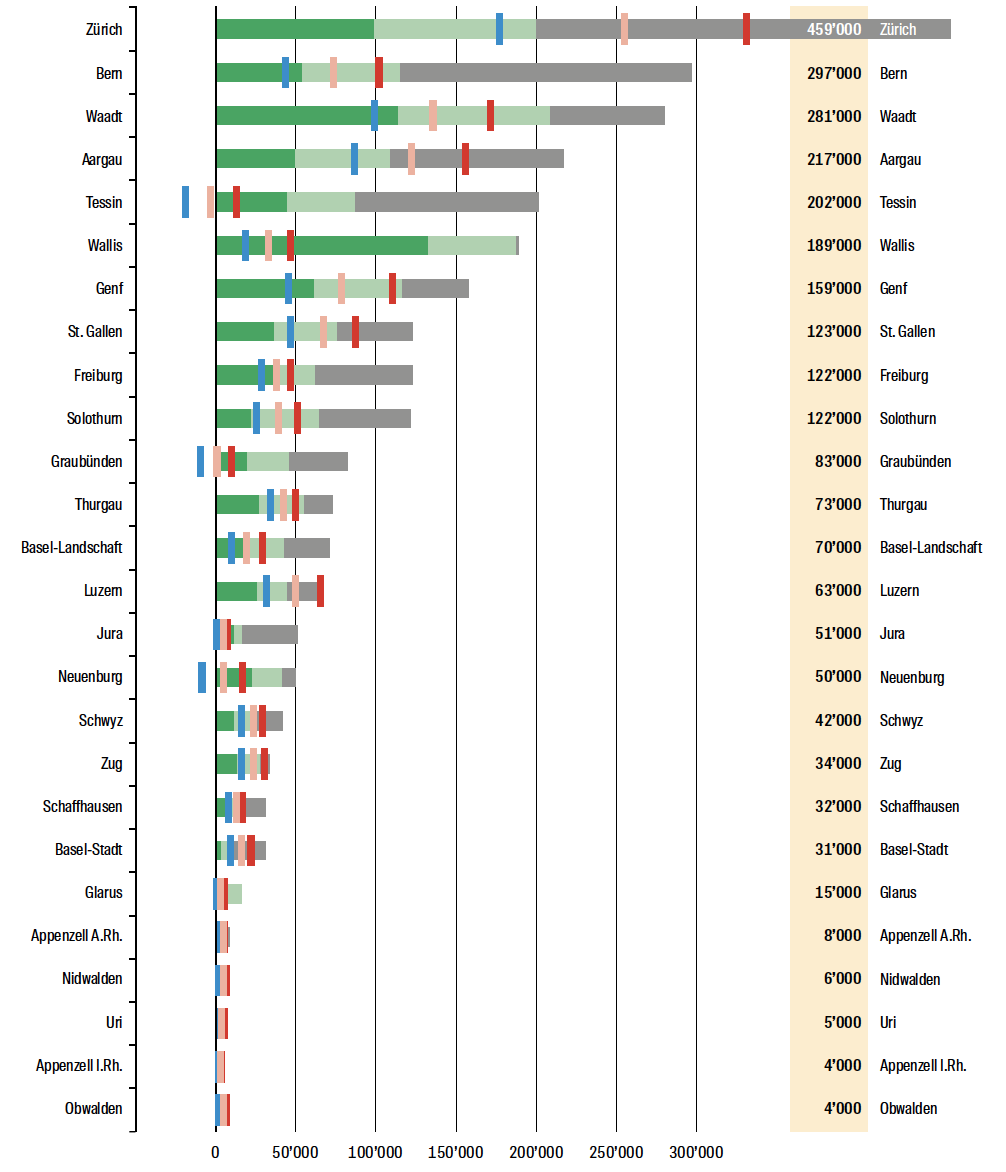 Zürich 459’000 Zürich
Bern 297’000 Bern
Waadt 281’000 Waadt
Aargau 217’000 Aargau
Tessin 202’000 Tessin
Wallis 189’000 Wallis
Genf 159’000 Genf
St. Gallen 123’000 St. Gallen
Freiburg 122’000 Freiburg
Solothurn 122’000 Solothurn
Graubünden 83’000 Graubünden
Thurgau 73’000 Thurgau
Basel-Landschaft 70’000 Basel-Landschaft
Luzern 63’000 Luzern
Jura 51’000 Jura
Neuenburg 50’000 Neuenburg
Schwyz 42’000 Schwyz
Zug 34’000 Zug
Schaffhausen 32’000 Schaffhausen
Basel-Stadt 31’000 Basel-Stadt
Glarus 15’000 Glarus
Appenzell A.Rh. 8’000 Appenzell A.Rh.
Nidwalden 6’000 Nidwalden
Uri 5’000 Uri
Appenzell I.Rh. 4’000 Appenzell I.Rh.
Obwalden 4’000 Obwalden
0 50’000 100’000 150’000 200’000 250’000 300’000